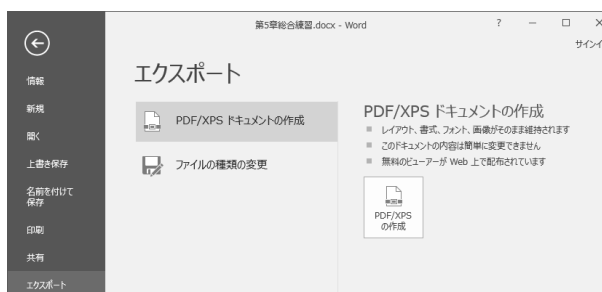 第5章総合練習.docx - Word
?
サインイ
情報
新規
開く
上書き保存
名前を付けて
保存
印刷
共有
エクスポート
エクスポート
PDF/XPS ドキュメントの作成
ファイルの種類の変更
PDF/XPS ドキュメントの作成
レイアウト、書式、フォント、画像がそのまま維持されます
このドキュメントの内容は簡単に変更できません
無料のビューアーが Web 上で配布されています
PDF/XPS
の作成